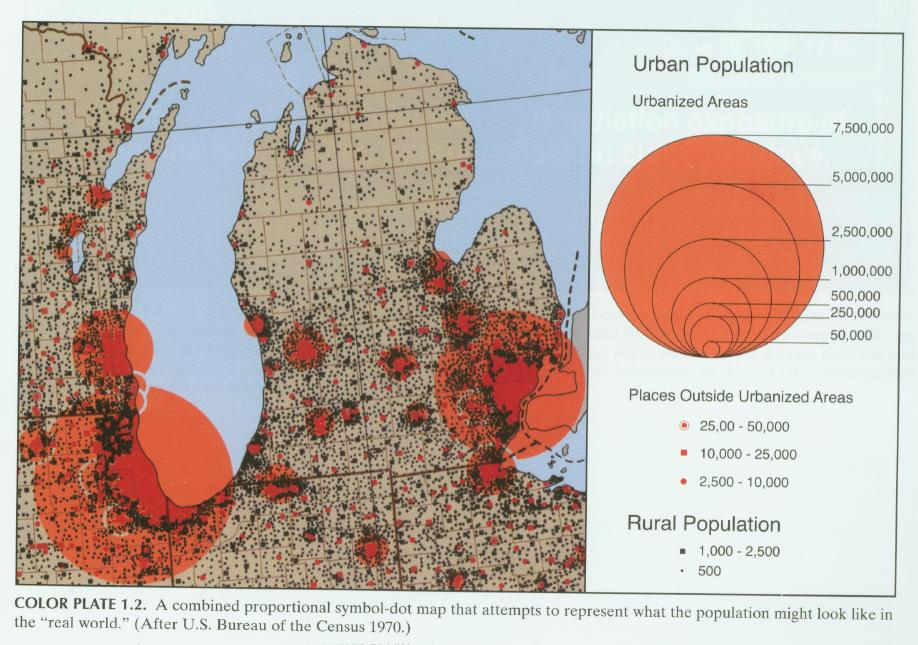 Urban Population
Urbanized Areas
7,500,000
5,000,000
2,500,000
1,000,000
500,000
250,000
50,000
Places Outside Urbanized Areas
25,00 - 50,000
10,000 - 25,000
2,500 - 10,000
Rural Population
1,000 - 2,500
500
COLOR PLATE 1.2. A combined proportional symbol-dot map that attempts to represent what the population might look like in
the “real world.” (After U.S. Bureau of the Census 1970.)